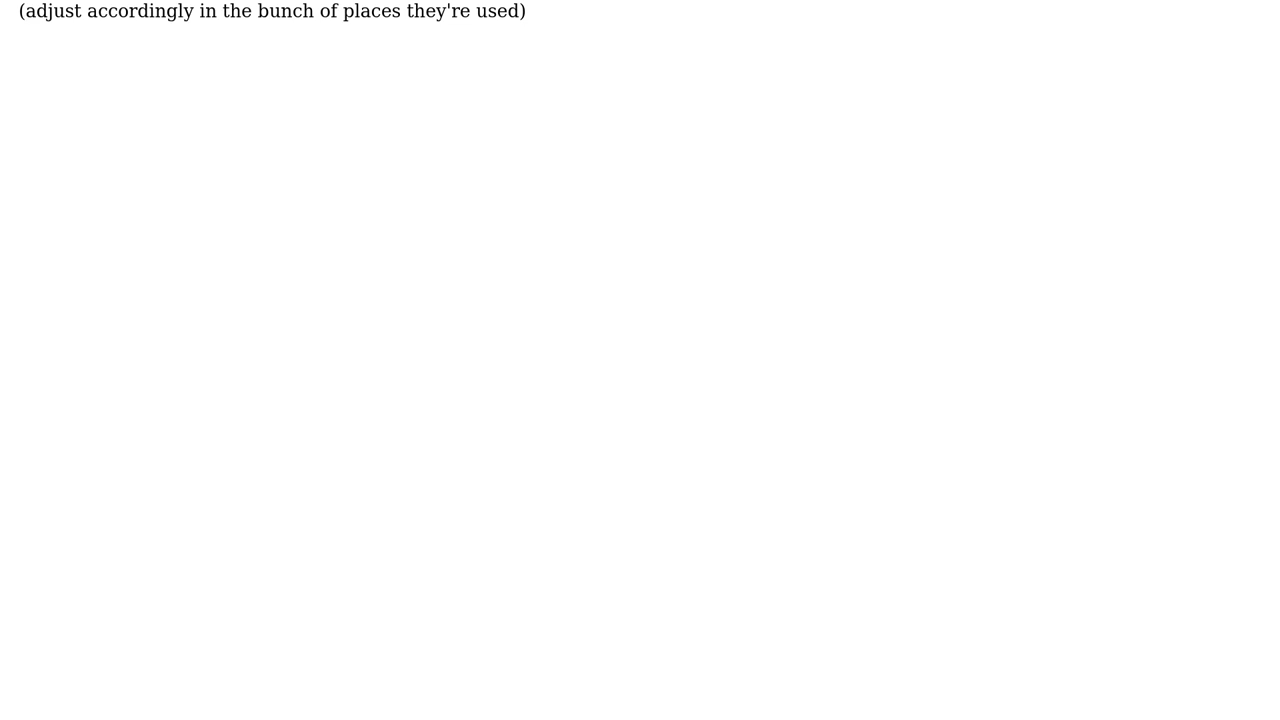 (adjust accordingly in the bunch of places they're used)